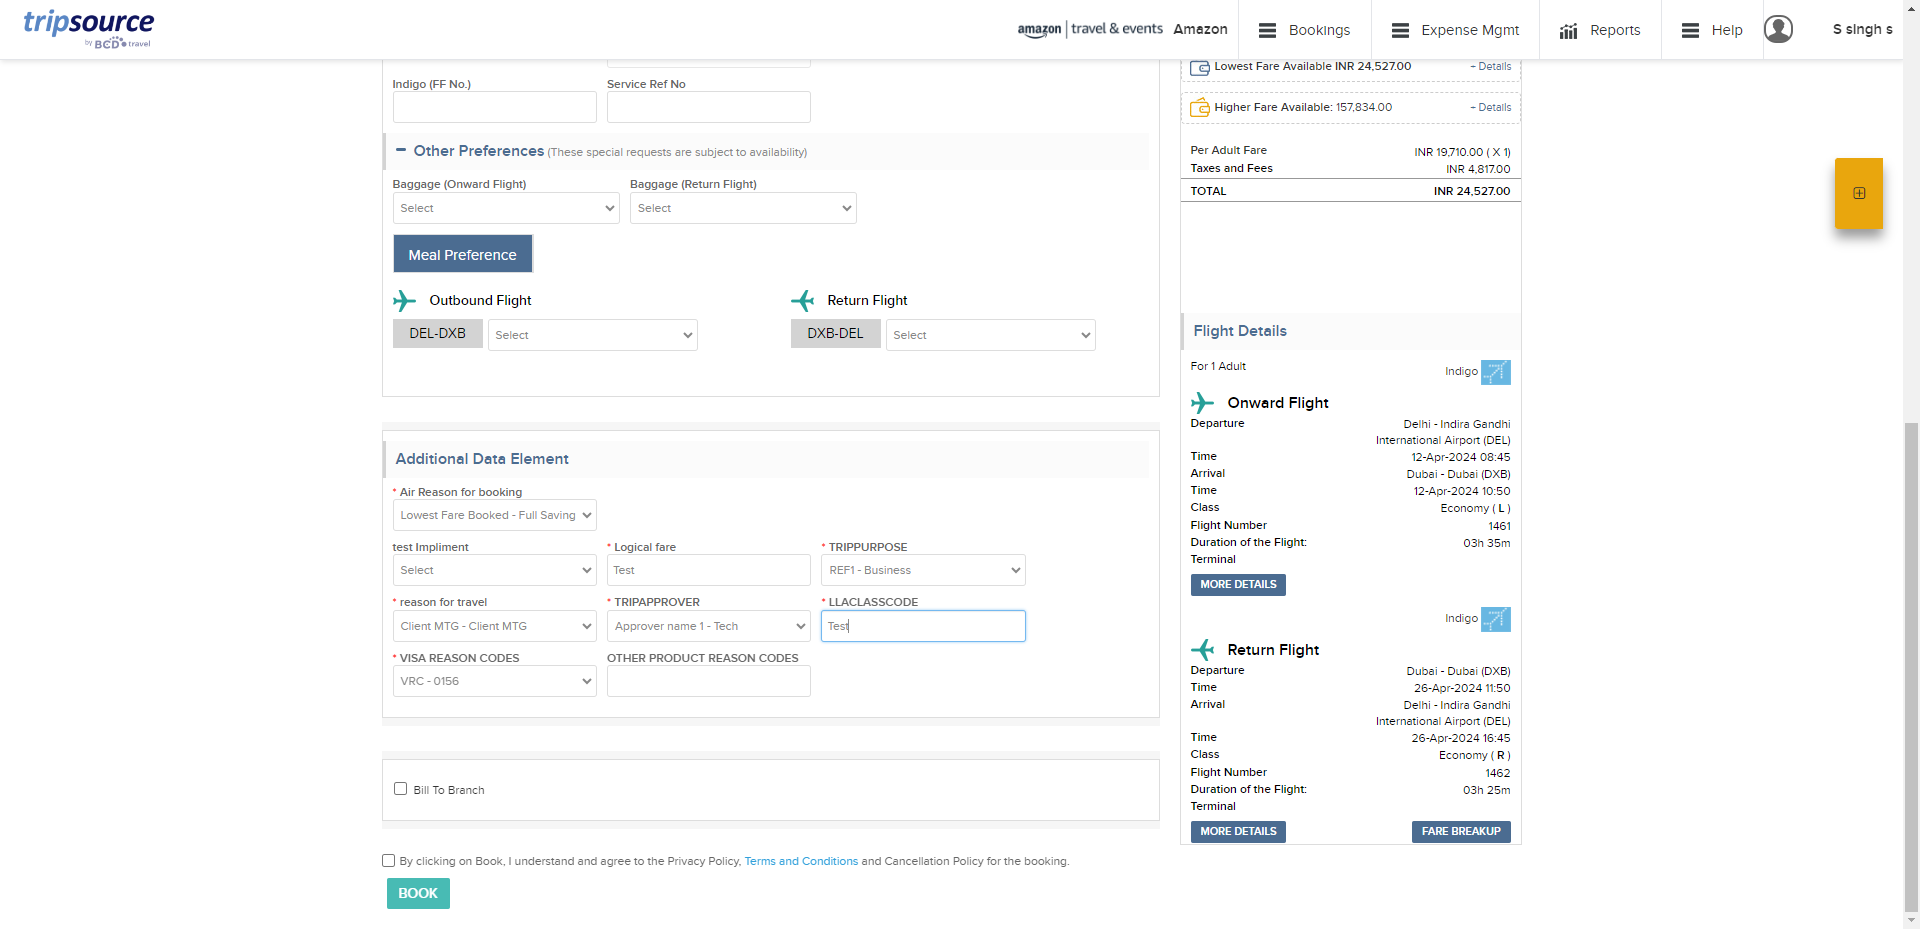 tripsource
by BCD travel
amazon | travel & events Amazon
Bookings
Expense Mgmt
Reports
Help
S singh s
Indigo (FF No.) Service Ref No
Other Preferences (These special requests are subject to availability)
Baggage (Onward Flight) Baggage (Return Flight)
Select Select
Meal Preference
Outbound Flight Return Flight
DEL-DXB Select DXB-DEL Select
Additional Data Element
* Air Reason for booking
Lowest Fare Booked - Full Saving
test Impliment * Logical fare * TRIPPURPOSE
Select Test REF1 - Business
* reason for travel * TRIPAPPROVER * LLACLASSCODE
Client MTG - Client MTG Approver name 1 - Tech Test
* VISA REASON CODES OTHER PRODUCT REASON CODES
VRC - 0156
Bill To Branch
By clicking on Book, I understand and agree to the Privacy Policy, Terms and Conditions and Cancellation Policy for the booking.
BOOK
Lowest Fare Available INR 24,527.00 + Details
Higher Fare Available: 157,834.00 + Details
Per Adult Fare INR 19,710.00 ( X 1)
Taxes and Fees INR 4,817.00
TOTAL INR 24,527.00
Flight Details
For 1 Adult Indigo
Onward Flight
Departure Delhi - Indira Gandhi
International Airport (DEL)
Time 12-Apr-2024 08:45
Arrival Dubai - Dubai (DXB)
Time 12-Apr-2024 10:50
Class Economy ( L )
Flight Number 1461
Duration of the Flight: 03h 35m
Terminal
MORE DETAILS
Indigo
Return Flight
Departure Dubai - Dubai (DXB)
Time 26-Apr-2024 11:50
Arrival Delhi - Indira Gandhi
International Airport (DEL)
Time 26-Apr-2024 16:45
Class Economy ( R )
Flight Number 1462
Duration of the Flight: 03h 25m
Terminal
MORE DETAILS FARE BREAKUP